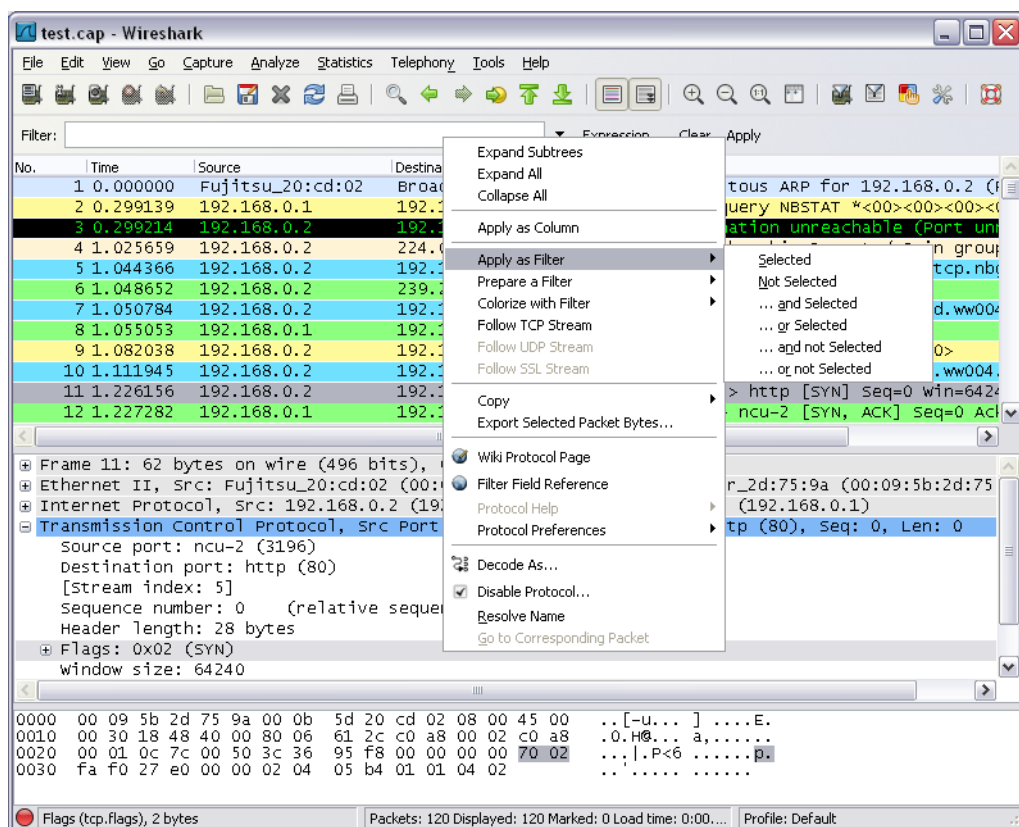 test.cap - Wireshark
File Edit View Go Capture Analyze Statistics Telephony Tools Help
Filter: Expression... Clear Apply
No. Time Source Destina
1 0.000000 Fujitsu_20:cd:02 Broad tous ARP for 192.168.0.2 (
2 0.299139 192.168.0.1 192.1 query NBSTAT *<00><00><00><0
3 0.299214 192.168.0.2 192.1 ation unreachable (Port un
4 1.025659 192.168.0.2 224.0 group
5 1.044366 192.168.0.2 192.1 tcp.nb
6 1.048652 192.168.0.2 239.2
7 1.050784 192.168.0.2 192.1 d.ww004
8 1.055053 192.168.0.1 192.1
9 1.082038 192.168.0.2 192.1 0>
10 1.111945 192.168.0.2 192.1 .ww004.
11 1.226156 192.168.0.2 192.1 > http [SYN] Seq=0 Win=6424
12 1.227282 192.168.0.1 192.1 ncu-2 [SYN, ACK] Seq=0 Ack
Expand Subtrees
Expand All
Collapse All
Apply as Column
Apply as Filter
Prepare a Filter
Colorize with Filter
Follow TCP Stream
Follow UDP Stream
Follow SSL Stream
Copy
Export Selected Packet Bytes...
Wiki Protocol Page
Filter Field Reference
Protocol Help
Protocol Preferences
Decode As...
Disable Protocol...
Resolve Name
Go to Corresponding Packet
Selected
Not Selected
... and Selected
... or Selected
... and not Selected
... or not Selected
Frame 11: 62 bytes on wire (496 bits),
Ethernet II, Src: Fujitsu_20:cd:02 (00: r_2d:75:9a (00:09:5b:2d:75
Internet Protocol, Src: 192.168.0.2 (19 (192.168.0.1)
Transmission Control Protocol, Src Port tp (80), Seq: 0, Len: 0
Source port: ncu-2 (3196)
Destination port: http (80)
[Stream index: 5]
Sequence number: 0 (relative seque
Header length: 28 bytes
Flags: 0x02 (SYN)
Window size: 64240
0000 00 09 5b 2d 75 9a 00 0b 5d 20 cd 02 08 00 45 00 ..[-u... ] ....E.
0010 00 30 18 48 40 00 80 06 61 2c c0 a8 00 02 c0 a8 .0.H@... a,......
0020 00 01 0c 7c 00 50 3c 36 95 f8 00 00 00 00 70 02 ...|.P<6 ......p.
0030 fa f0 27 e0 00 00 02 04 05 b4 01 01 04 02 ..'..... ......
Flags (tcp.flags), 2 bytes Packets: 120 Displayed: 120 Marked: 0 Load time: 0:00.... Profile: Default